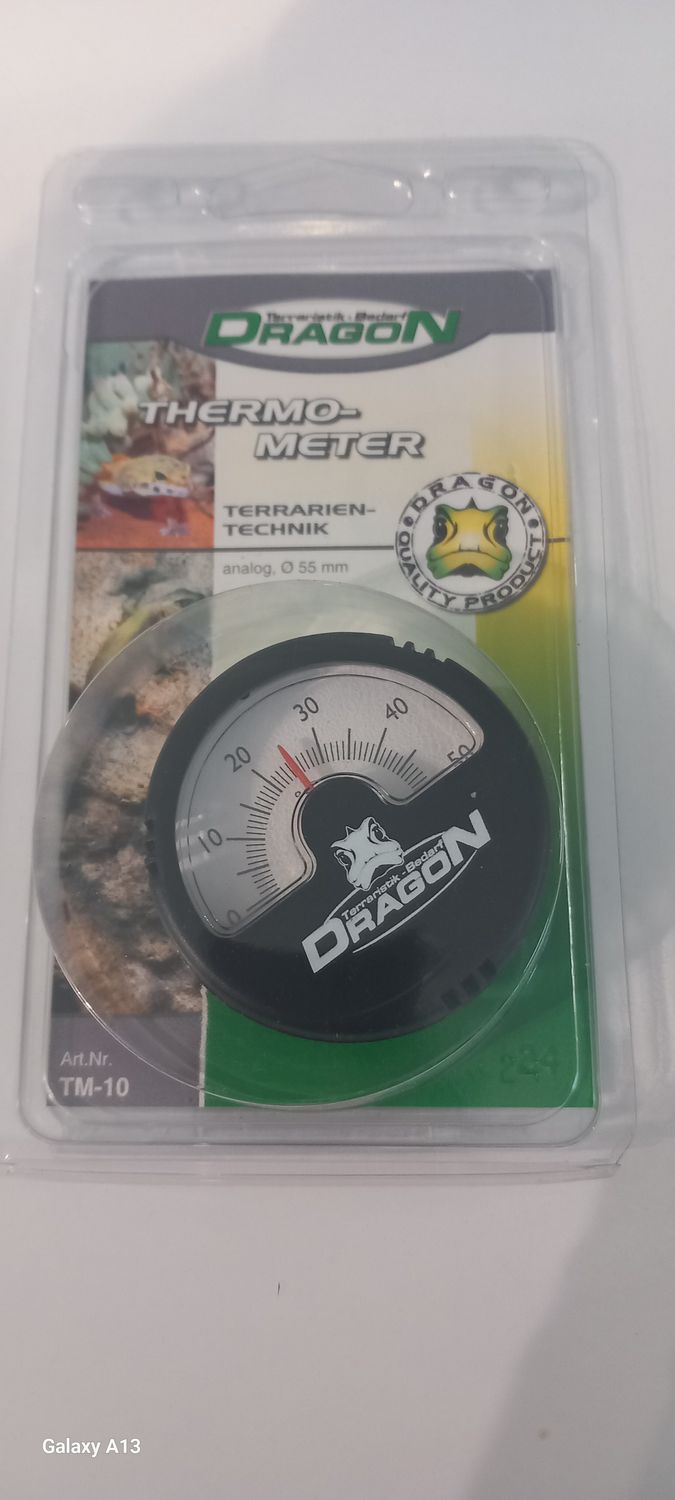 Terraristik - Bedarf
DRAGON
THERMO-
METER
TERRARIEN-
TECHNIK
analog, Ø 55 mm
DRAGON
QUALITY PRODUCT
0
10
20
30
40
50
Terraristik - Bedarf
DRAGON
Art.Nr.
TM-10
Galaxy A13